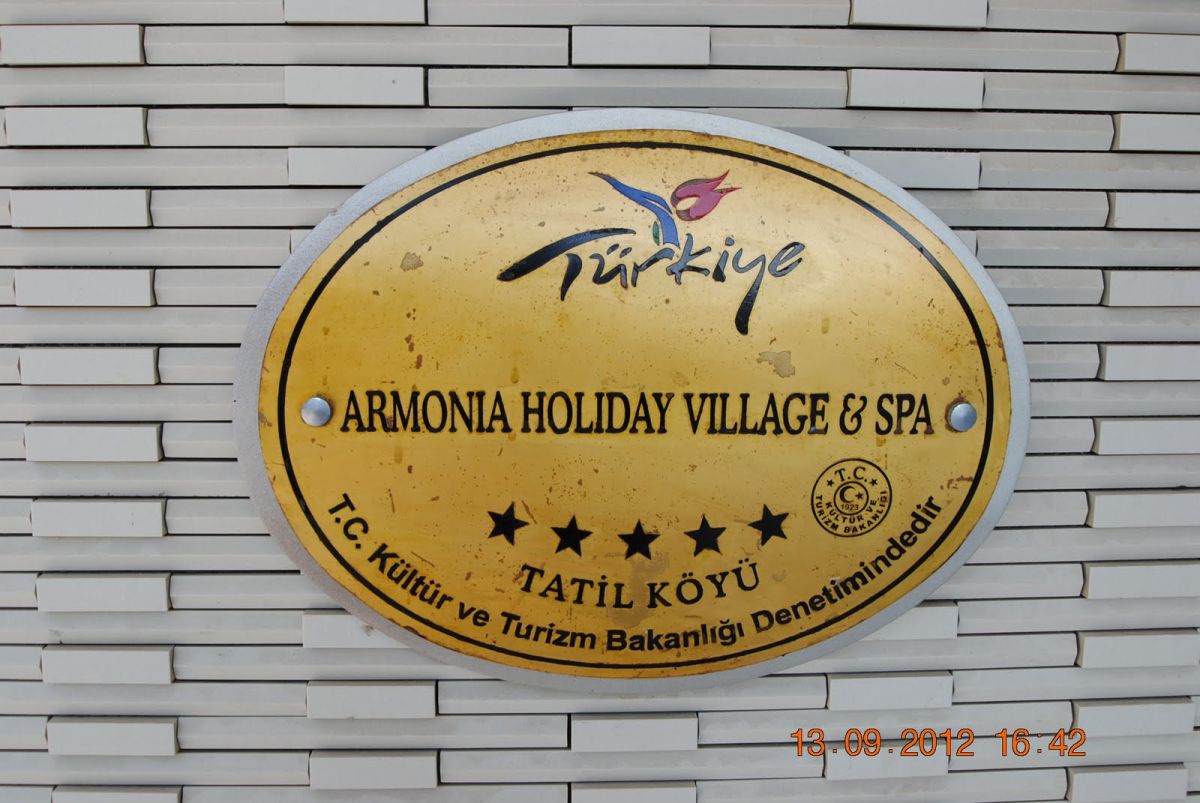 Türkiye
ARMONIA HOLIDAY VILLAGE & SPA
T.C.
1923
KÜLTÜR VE
TURİZM BAKANLIĞI
TATİL KÖYÜ
T.C. Kültür ve Turizm Bakanlığı Denetimindedir
13.09.2012 16:42